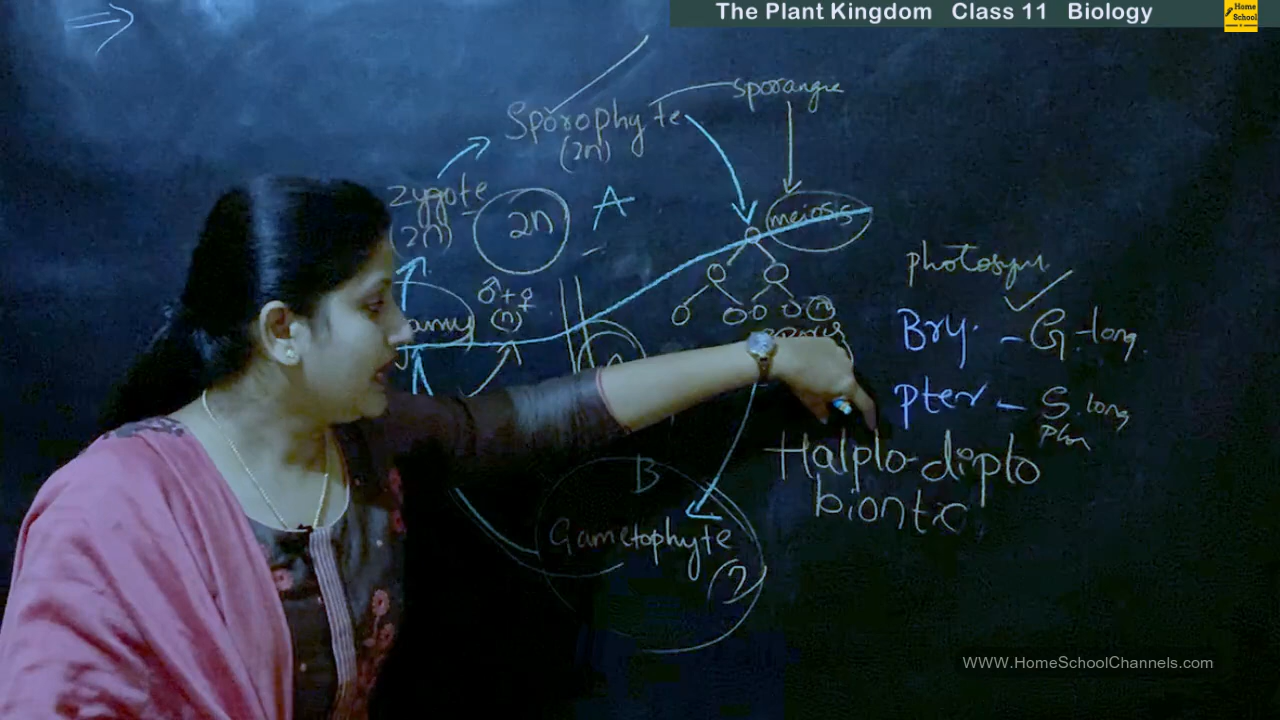 The Plant Kingdom Class 11 Biology
Home
School
sporangia
Sporophyte
(2n)
zygote
(2n)
2n
A
meiosis
♂+♀
(n)
n
photosyn
Bry. - G. long.
pter - S. long
B
Halplo-diplo
biontic
Gametophyte
WWW.HomeSchoolChannels.com